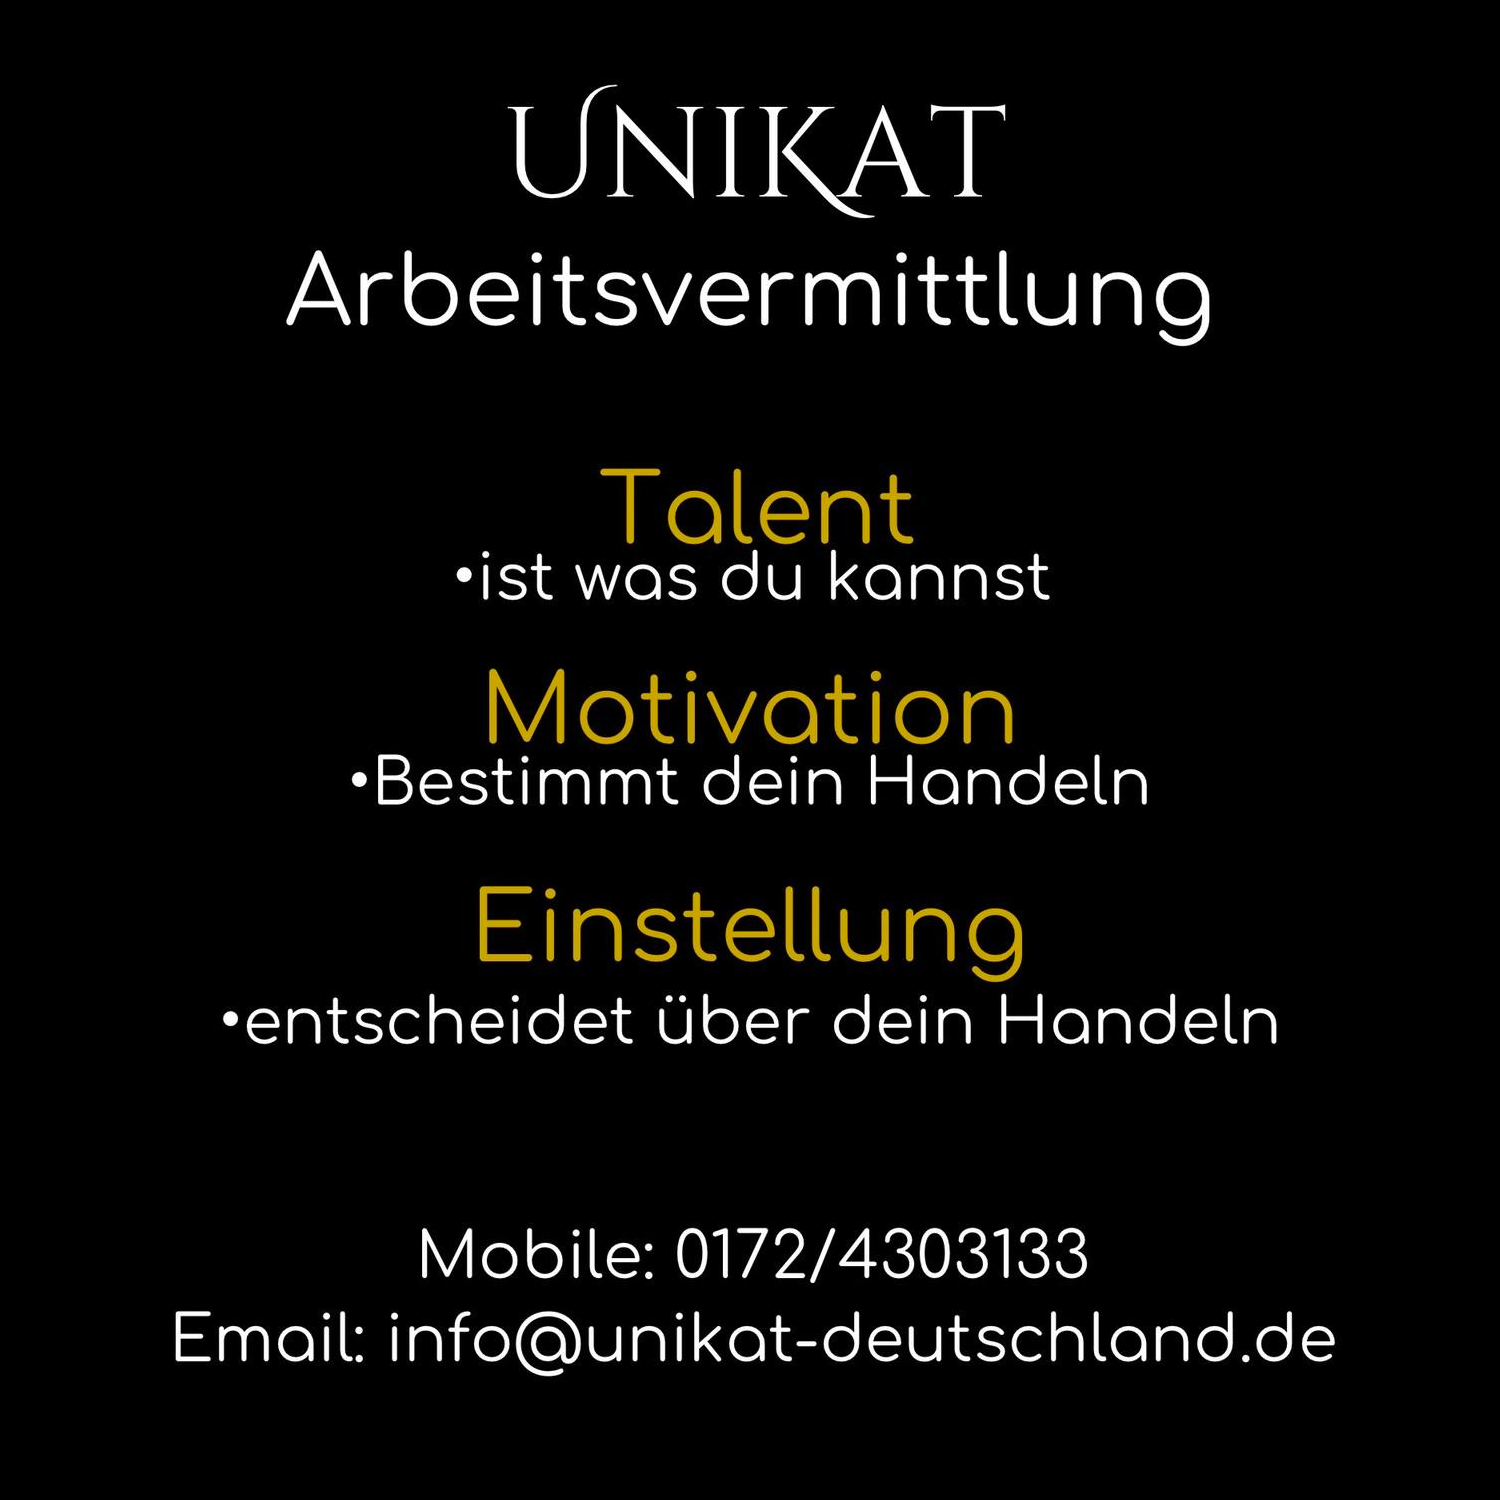 UNIKAT
Arbeitsvermittlung
Talent
•ist was du kannst
Motivation
•Bestimmt dein Handeln
Einstellung
•entscheidet über dein Handeln
Mobile: 0172/4303133
Email: info@unikat-deutschland.de